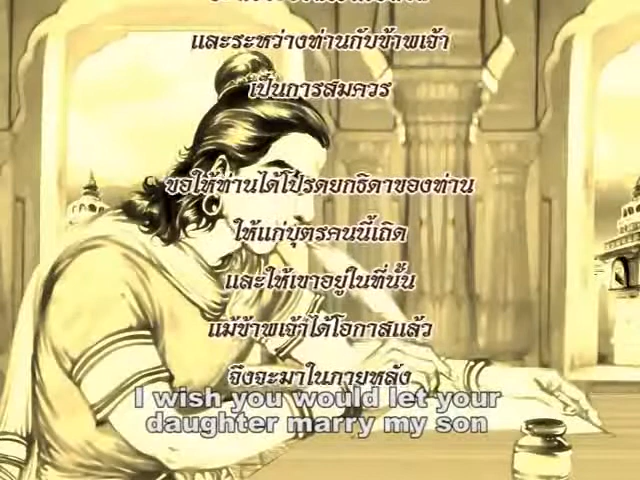 และระหว่างท่านกับข้าพเจ้า
เป็นการสมควร
ขอให้ท่านได้โปรดยกธิดาของท่าน
ให้แก่บุตรคนนี้เถิด
และให้เขาอยู่ในที่นั้น
แม้ข้าพเจ้าได้โอกาสแล้ว
จึงจะมาในภายหลัง
I wish you would let your
daughter marry my son